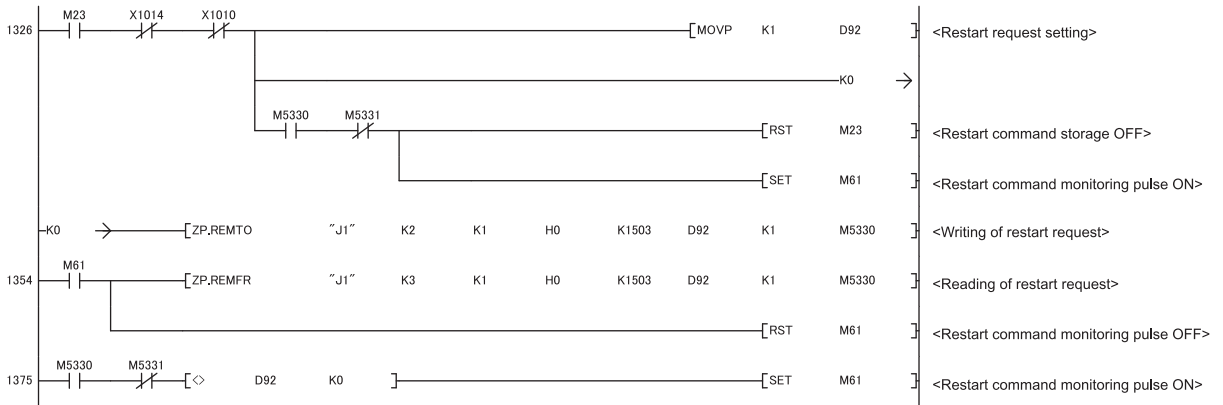 M23 X1014 X1010
1326 [MOVP K1 D92 ] <Restart request setting>
K0
M5330 M5331
[RST M23 ] <Restart command storage OFF>
[SET M61 ] <Restart command monitoring pulse ON>
K0 [ZP.REMTO "J1" K2 K1 H0 K1503 D92 K1 M5330 ] <Writing of restart request>
M61
1354 [ZP.REMFR "J1" K3 K1 H0 K1503 D92 K1 M5330 ] <Reading of restart request>
[RST M61 ] <Restart command monitoring pulse OFF>
M5330 M5331
1375 [<> D92 K0 ] [SET M61 ] <Restart command monitoring pulse ON>